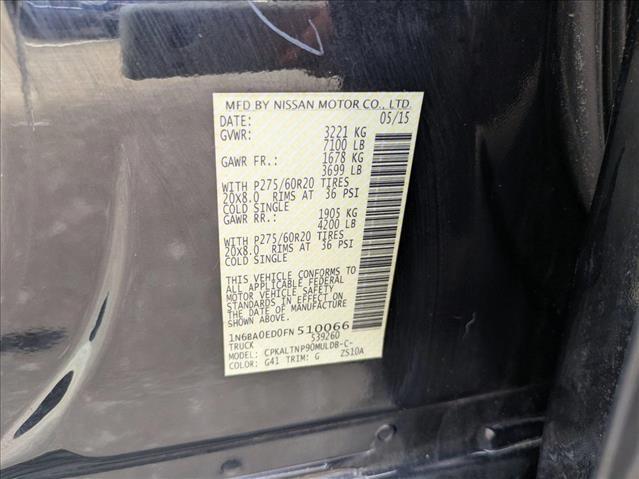 MFD BY NISSAN MOTOR CO., LTD.
DATE: 05/15
GVWR: 3221 KG
7100 LB
GAWR FR.: 1678 KG
3699 LB
WITH P275/60R20 TIRES
20X8.0 RIMS AT 36 PSI
COLD SINGLE
GAWR RR.: 1905 KG
4200 LB
WITH P275/60R20 TIRES
20X8.0 RIMS AT 36 PSI
COLD SINGLE
THIS VEHICLE CONFORMS TO
ALL APPLICABLE FEDERAL
MOTOR VEHICLE SAFETY
STANDARDS IN EFFECT ON
THE DATE OF MANUFACTURE
SHOWN ABOVE.
1N6BA0ED0FN510066
TRUCK 539260
MODEL: CPKALTNP90MULDB-C-
COLOR: G41 TRIM: G ZS10A